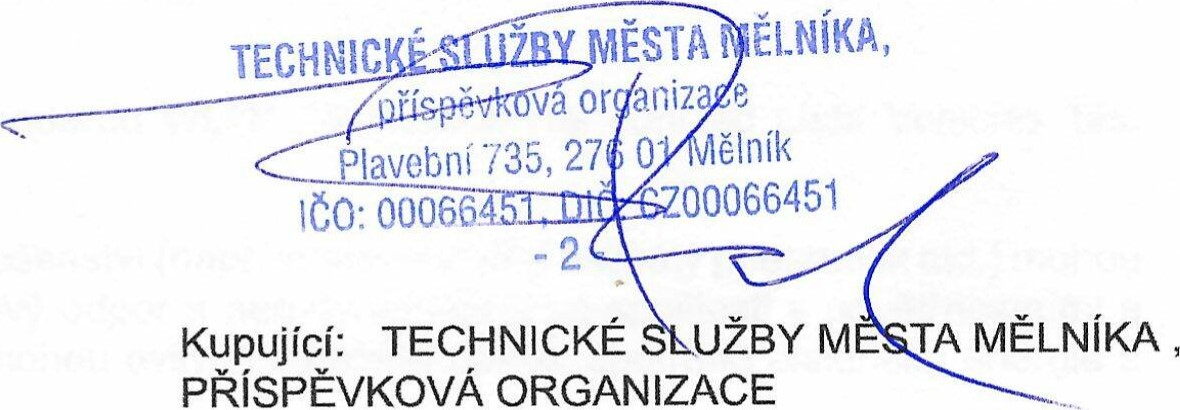 TECHNICKÉ SLUŽBY MĚSTA MĚLNÍKA,
příspěvková organizace
Plavební 735, 276 01 Mělník
IČO: 00066451, DIČ: CZ00066451
- 2
Kupující: TECHNICKÉ SLUŽBY MĚSTA MĚLNÍKA ,
PŘÍSPĚVKOVÁ ORGANIZACE